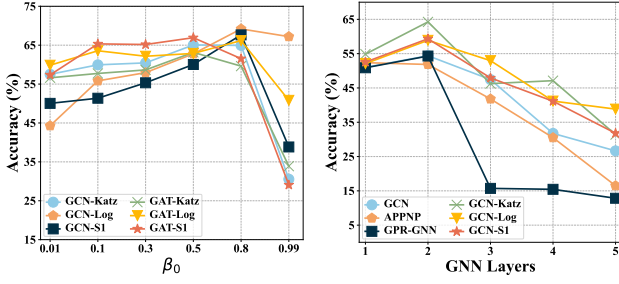 Accuracy (%)
75
65
55
45
35
25
15
GCN-Katz
GCN-Log
GCN-S1
GAT-Katz
GAT-Log
GAT-S1
0.01 0.1 0.3 0.5 0.8 0.99
β0
Accuracy (%)
65
55
45
35
25
15
5
GCN
APPNP
GPR-GNN
GCN-Katz
GCN-Log
GCN-S1
1 2 3 4 5
GNN Layers